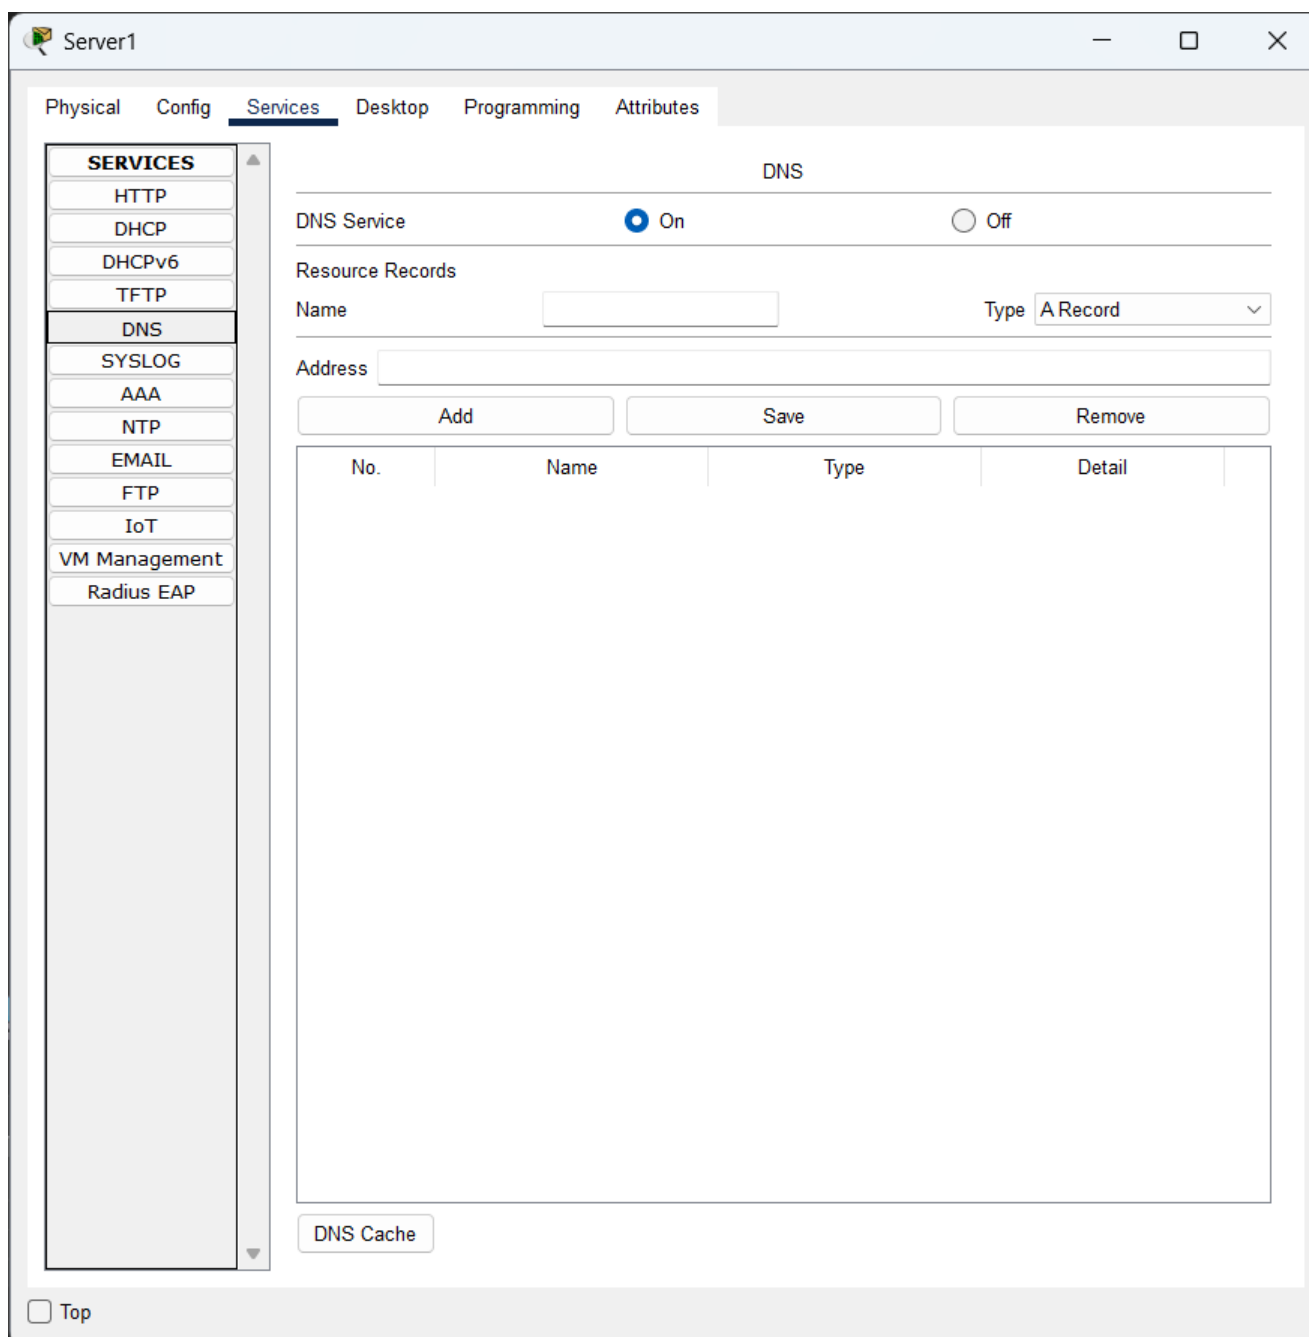 Server1
Physical Config Services Desktop Programming Attributes
SERVICES
HTTP
DHCP
DHCPv6
TFTP
DNS
SYSLOG
AAA
NTP
EMAIL
FTP
IoT
VM Management
Radius EAP
DNS
DNS Service On Off
Resource Records
Name Type A Record
Address
Add Save Remove
No. Name Type Detail
DNS Cache
Top